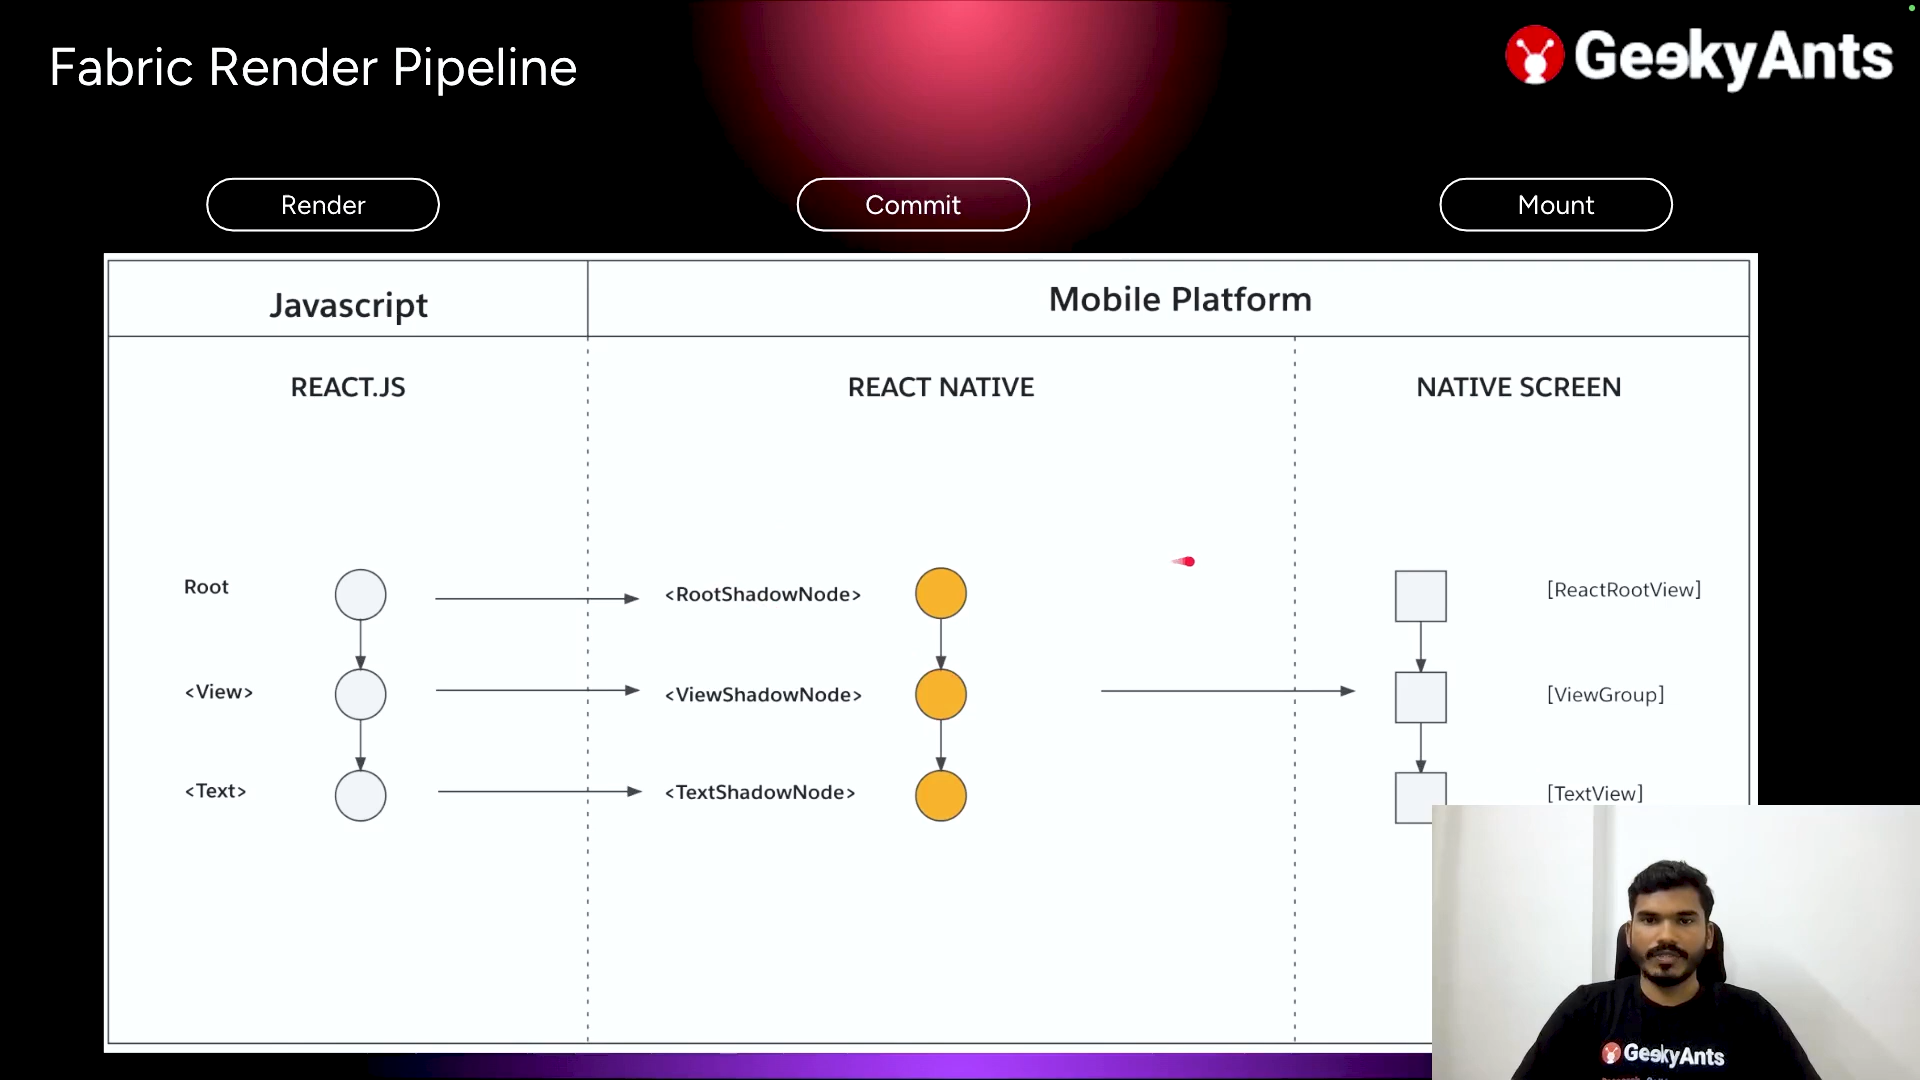 Fabric Render Pipeline
GeekyAnts
Render
Commit
Mount
Javascript
Mobile Platform
REACT.JS
REACT NATIVE
NATIVE SCREEN
Root
<RootShadowNode>
[ReactRootView]
<View>
<ViewShadowNode>
[ViewGroup]
<Text>
<TextShadowNode>
[TextView]
GeekyAnts